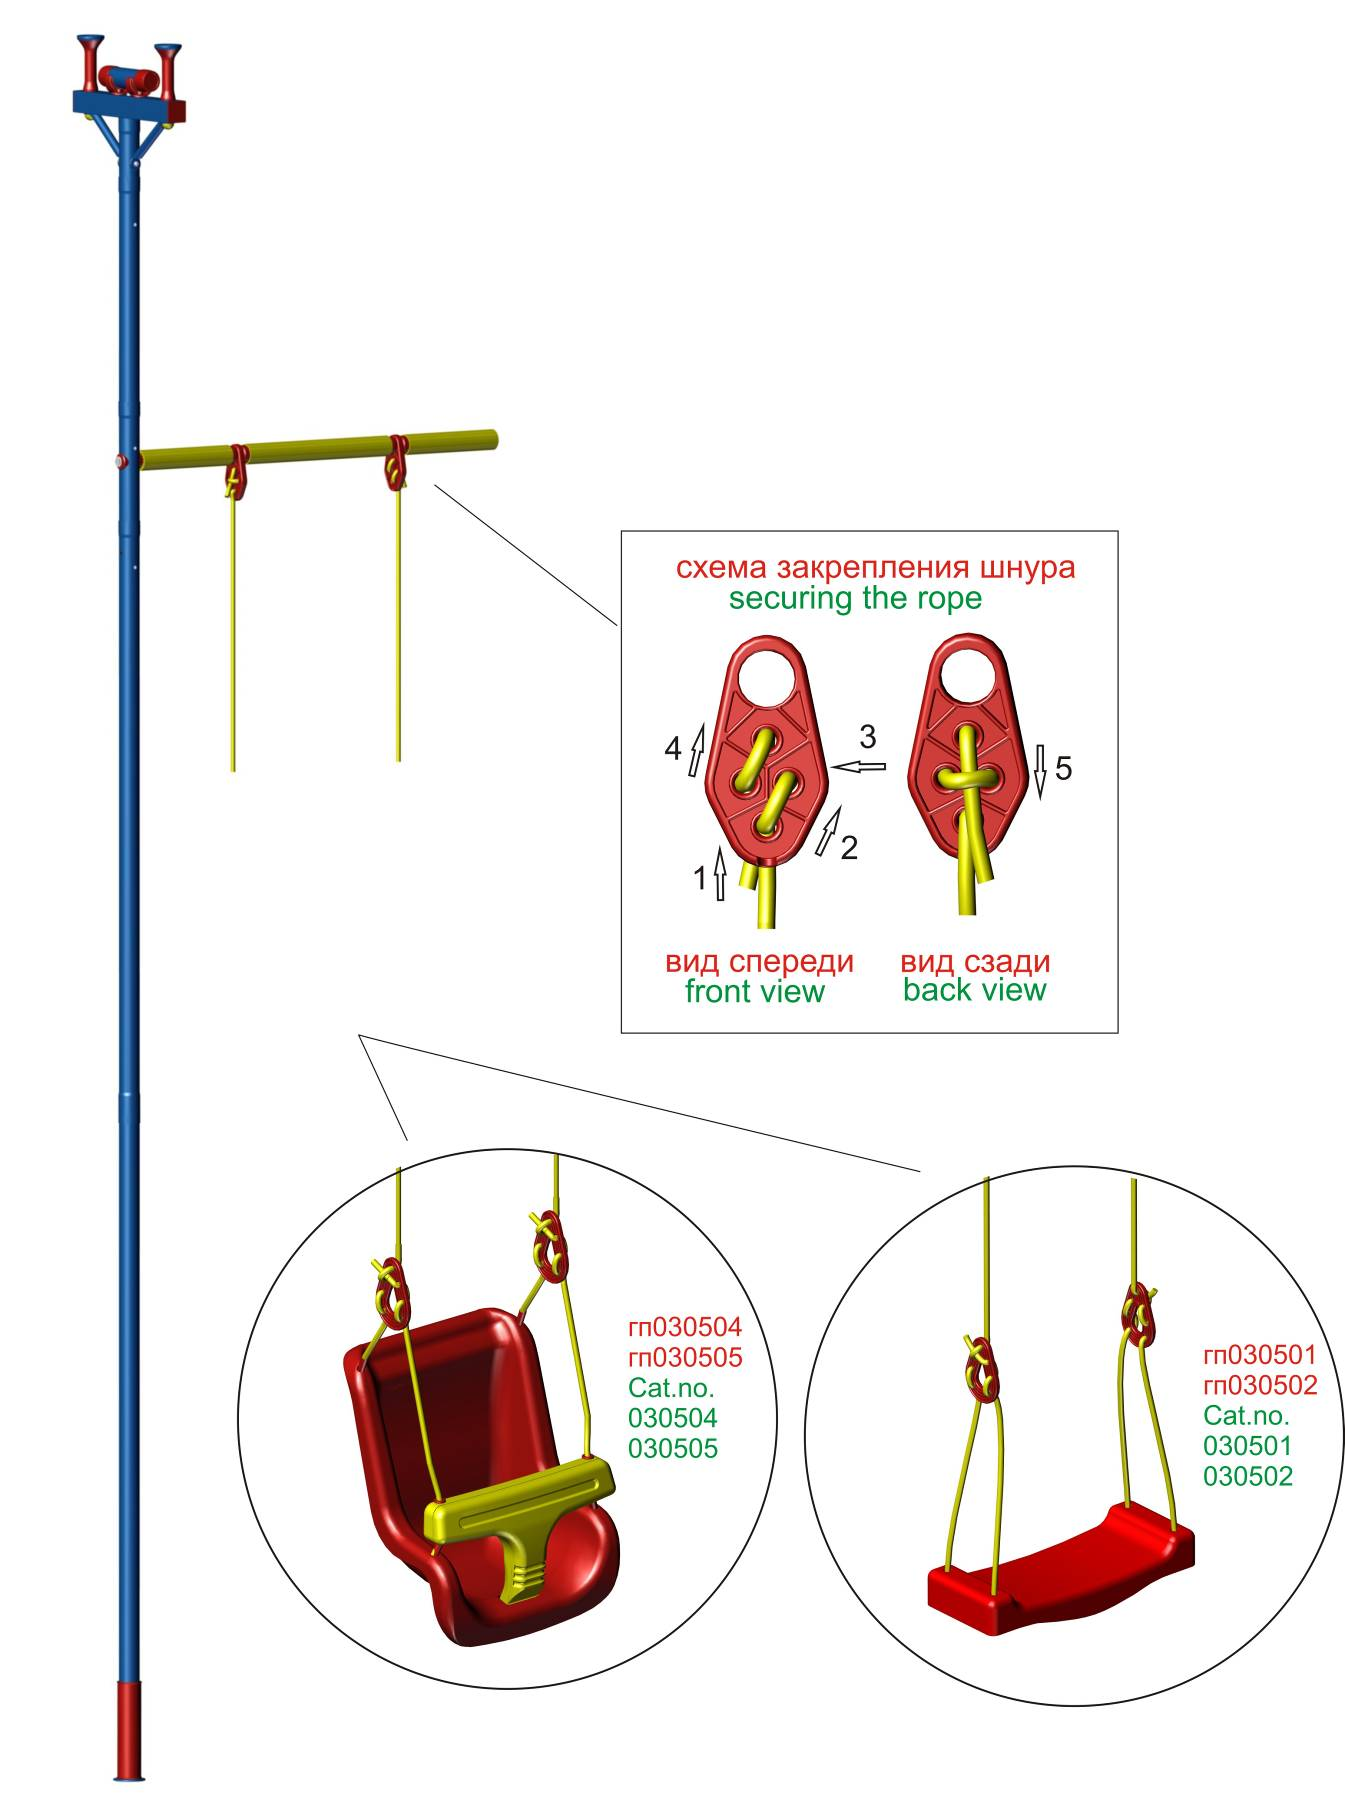 схема закрепления шнура
securing the rope
4
3
5
2
1
вид спереди
front view
вид сзади
back view
гп030504
гп030505
Cat.no.
030504
030505
гп030501
гп030502
Cat.no.
030501
030502